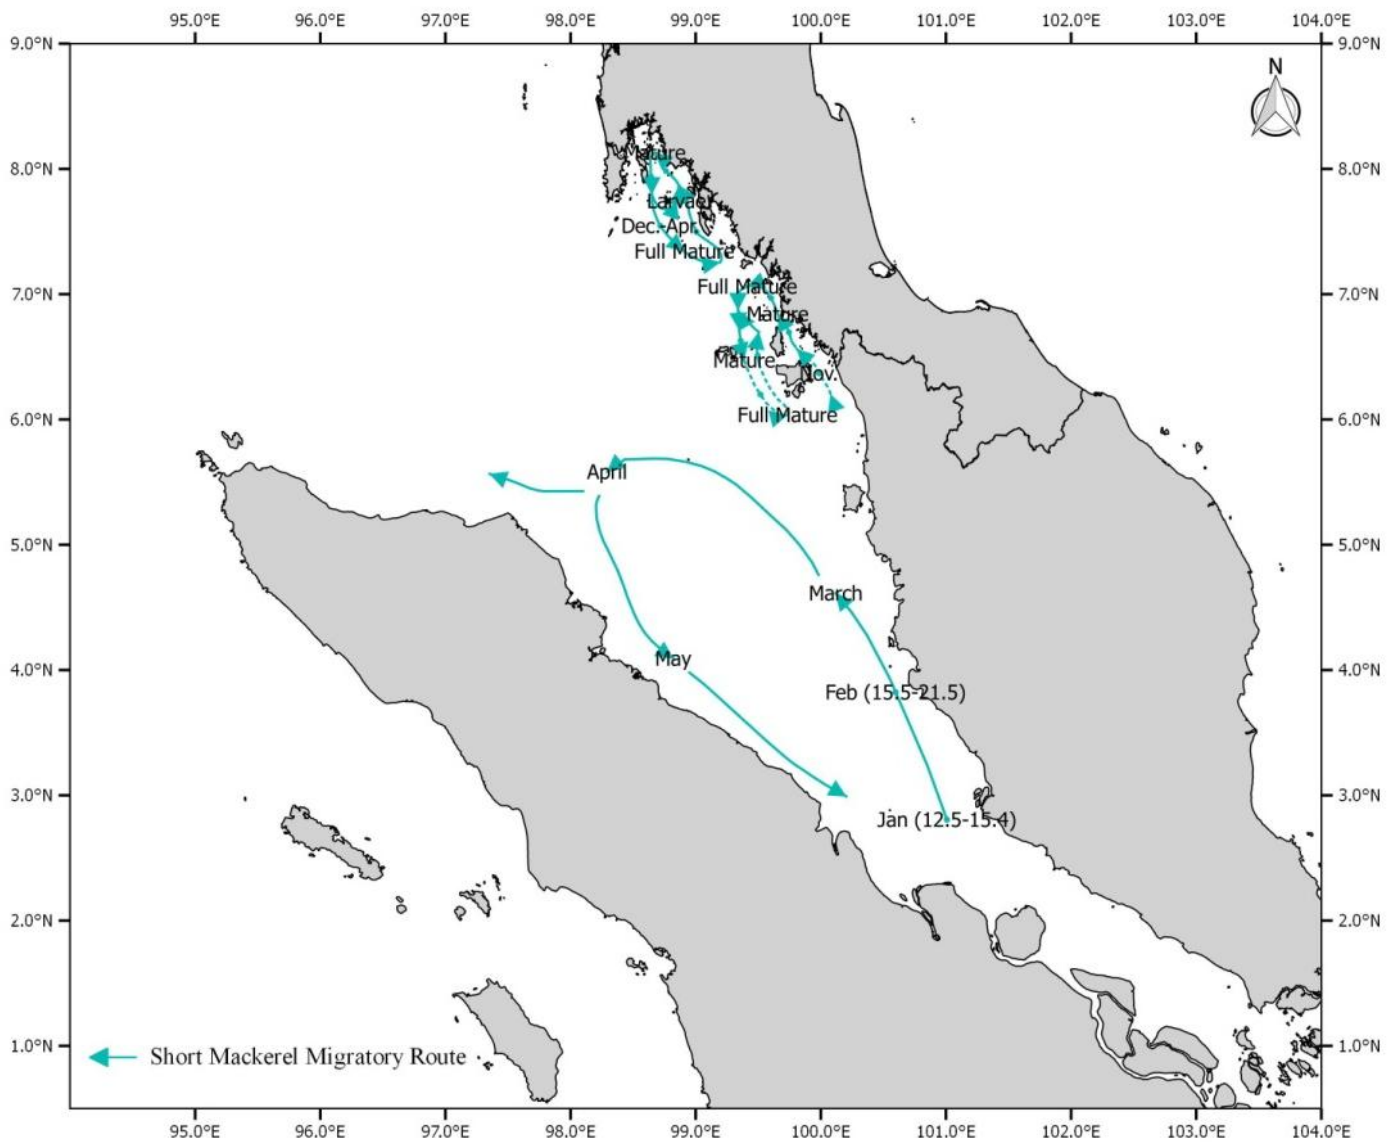 95.0°E 96.0°E 97.0°E 98.0°E 99.0°E 100.0°E 101.0°E 102.0°E 103.0°E 104.0°E
9.0°N 9.0°N
N
Mature
8.0°N 8.0°N
Larvae
Dec.-Apr.
Full Mature
Full Mature
7.0°N 7.0°N
Mature
Mature
Nov.
Full Mature
6.0°N 6.0°N
April
5.0°N 5.0°N
March
May
4.0°N 4.0°N
Feb (15.5-21.5)
3.0°N 3.0°N
Jan (12.5-15.4)
2.0°N 2.0°N
Short Mackerel Migratory Route
1.0°N 1.0°N
95.0°E 96.0°E 97.0°E 98.0°E 99.0°E 100.0°E 101.0°E 102.0°E 103.0°E 104.0°E